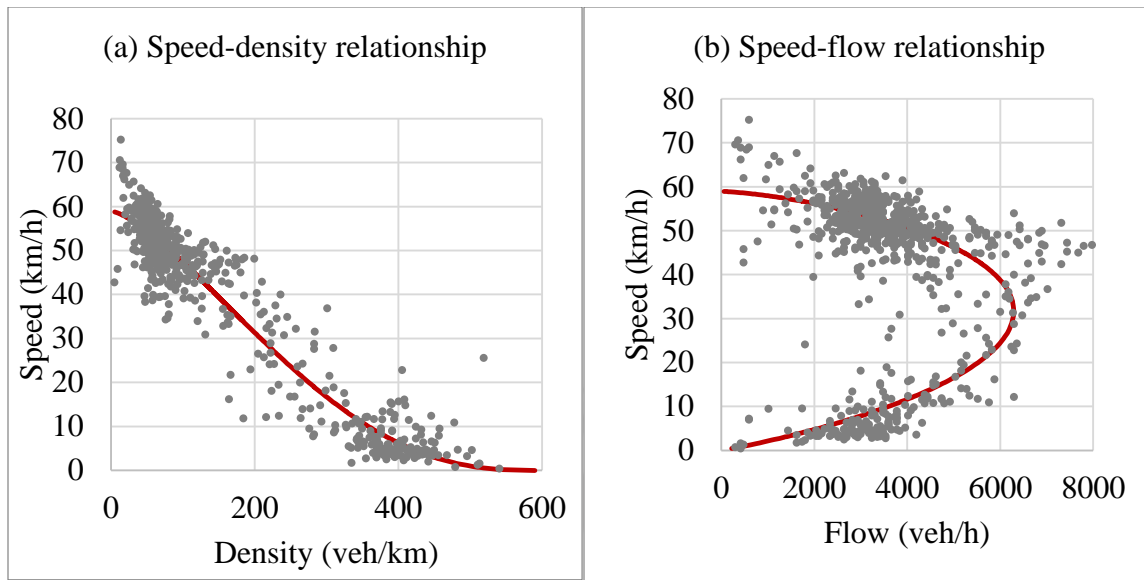 (a) Speed-density relationship
80
70
60
50
40
30
20
10
0
Speed (km/h)
0 200 400 600
Density (veh/km)
(b) Speed-flow relationship
80
70
60
50
40
30
20
10
0
Speed (km/h)
0 2000 4000 6000 8000
Flow (veh/h)